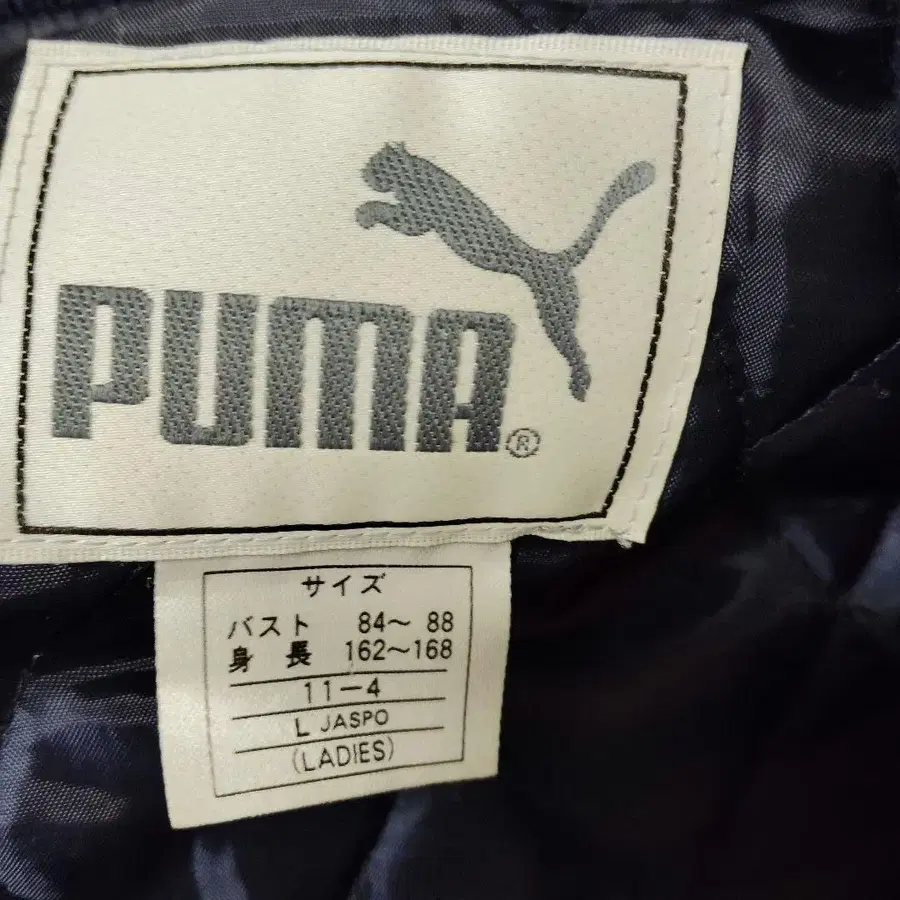 PUMA®
サイズ
バスト 84～ 88
身 長 162～168
11－4
L JASPO
(LADIES)